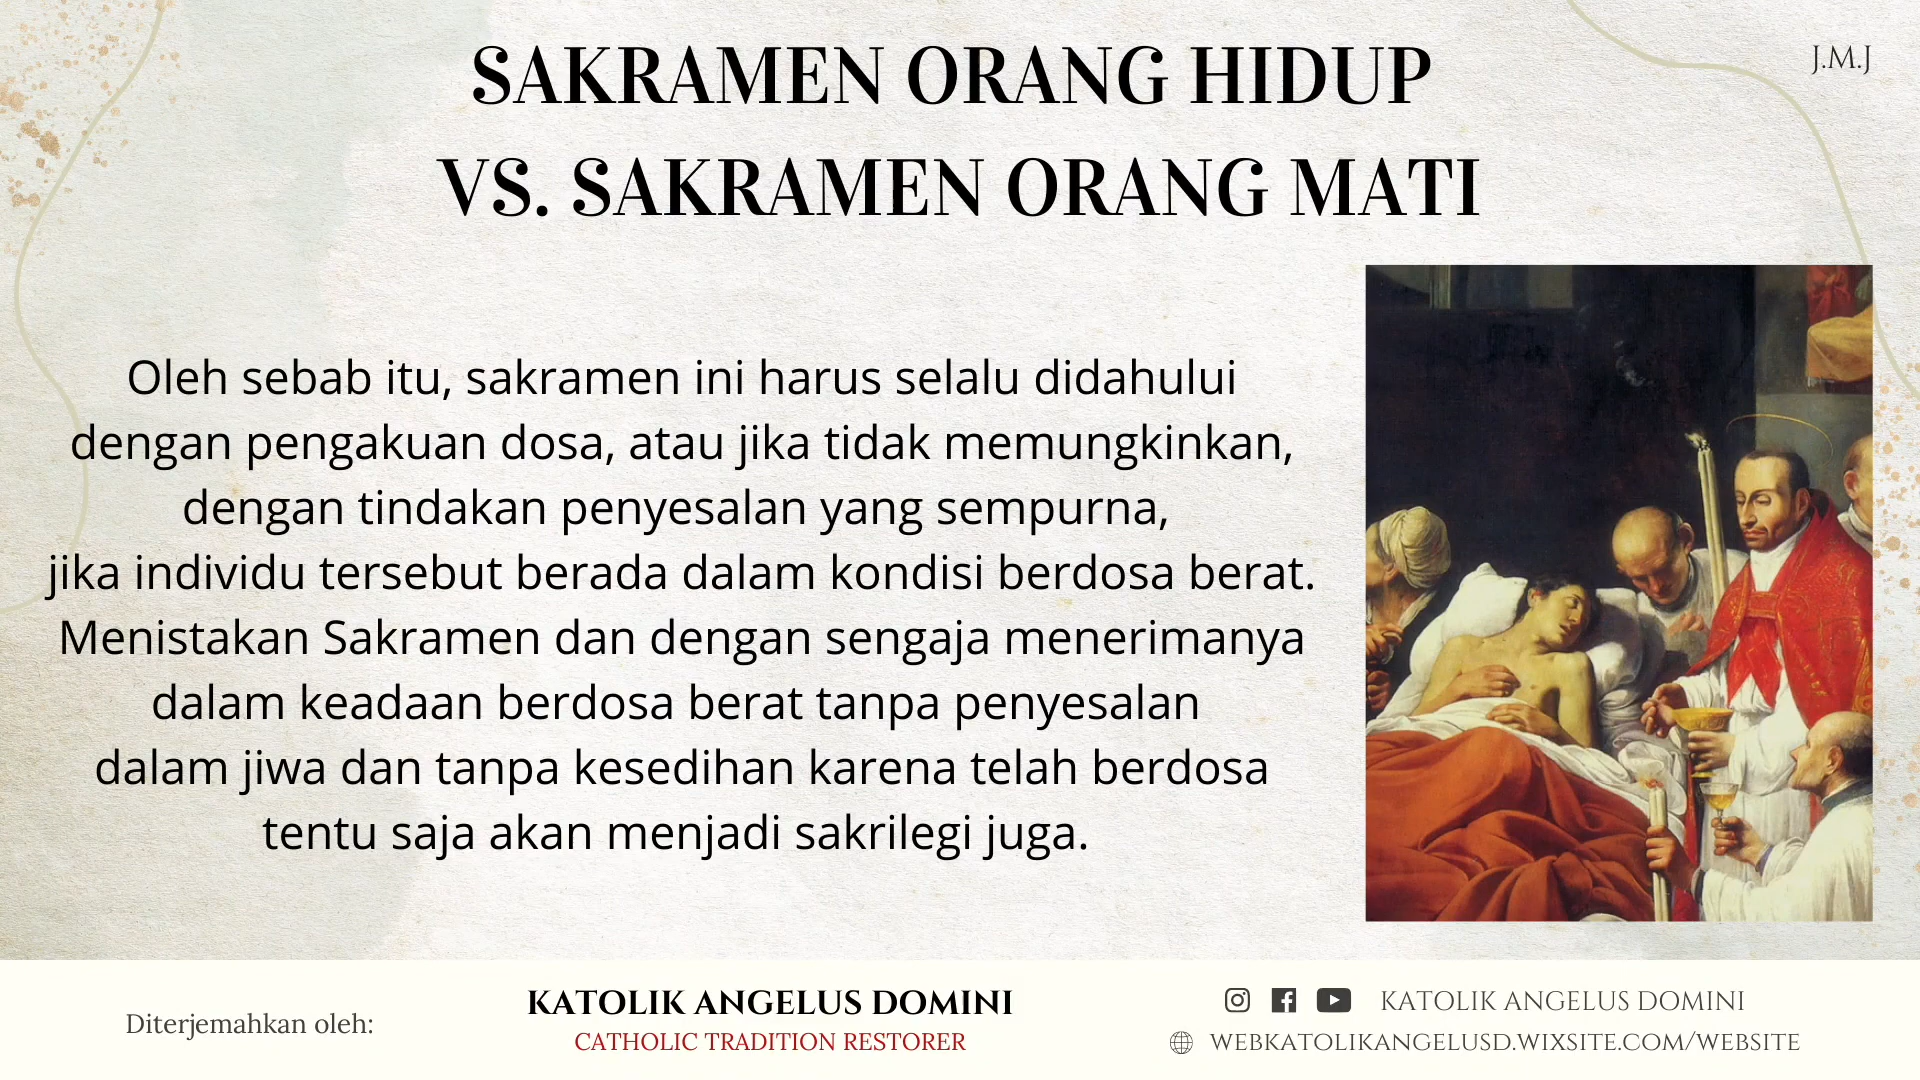 SAKRAMEN ORANG HIDUP
VS. SAKRAMEN ORANG MATI
J.M.J
Oleh sebab itu, sakramen ini harus selalu didahului
dengan pengakuan dosa, atau jika tidak memungkinkan,
dengan tindakan penyesalan yang sempurna,
jika individu tersebut berada dalam kondisi berdosa berat.
Menistakan Sakramen dan dengan sengaja menerimanya
dalam keadaan berdosa berat tanpa penyesalan
dalam jiwa dan tanpa kesedihan karena telah berdosa
tentu saja akan menjadi sakrilegi juga.
Diterjemahkan oleh:
KATOLIK ANGELUS DOMINI
CATHOLIC TRADITION RESTORER
KATOLIK ANGELUS DOMINI
WEBKATOLIKANGELUSD.WIXSITE.COM/WEBSITE